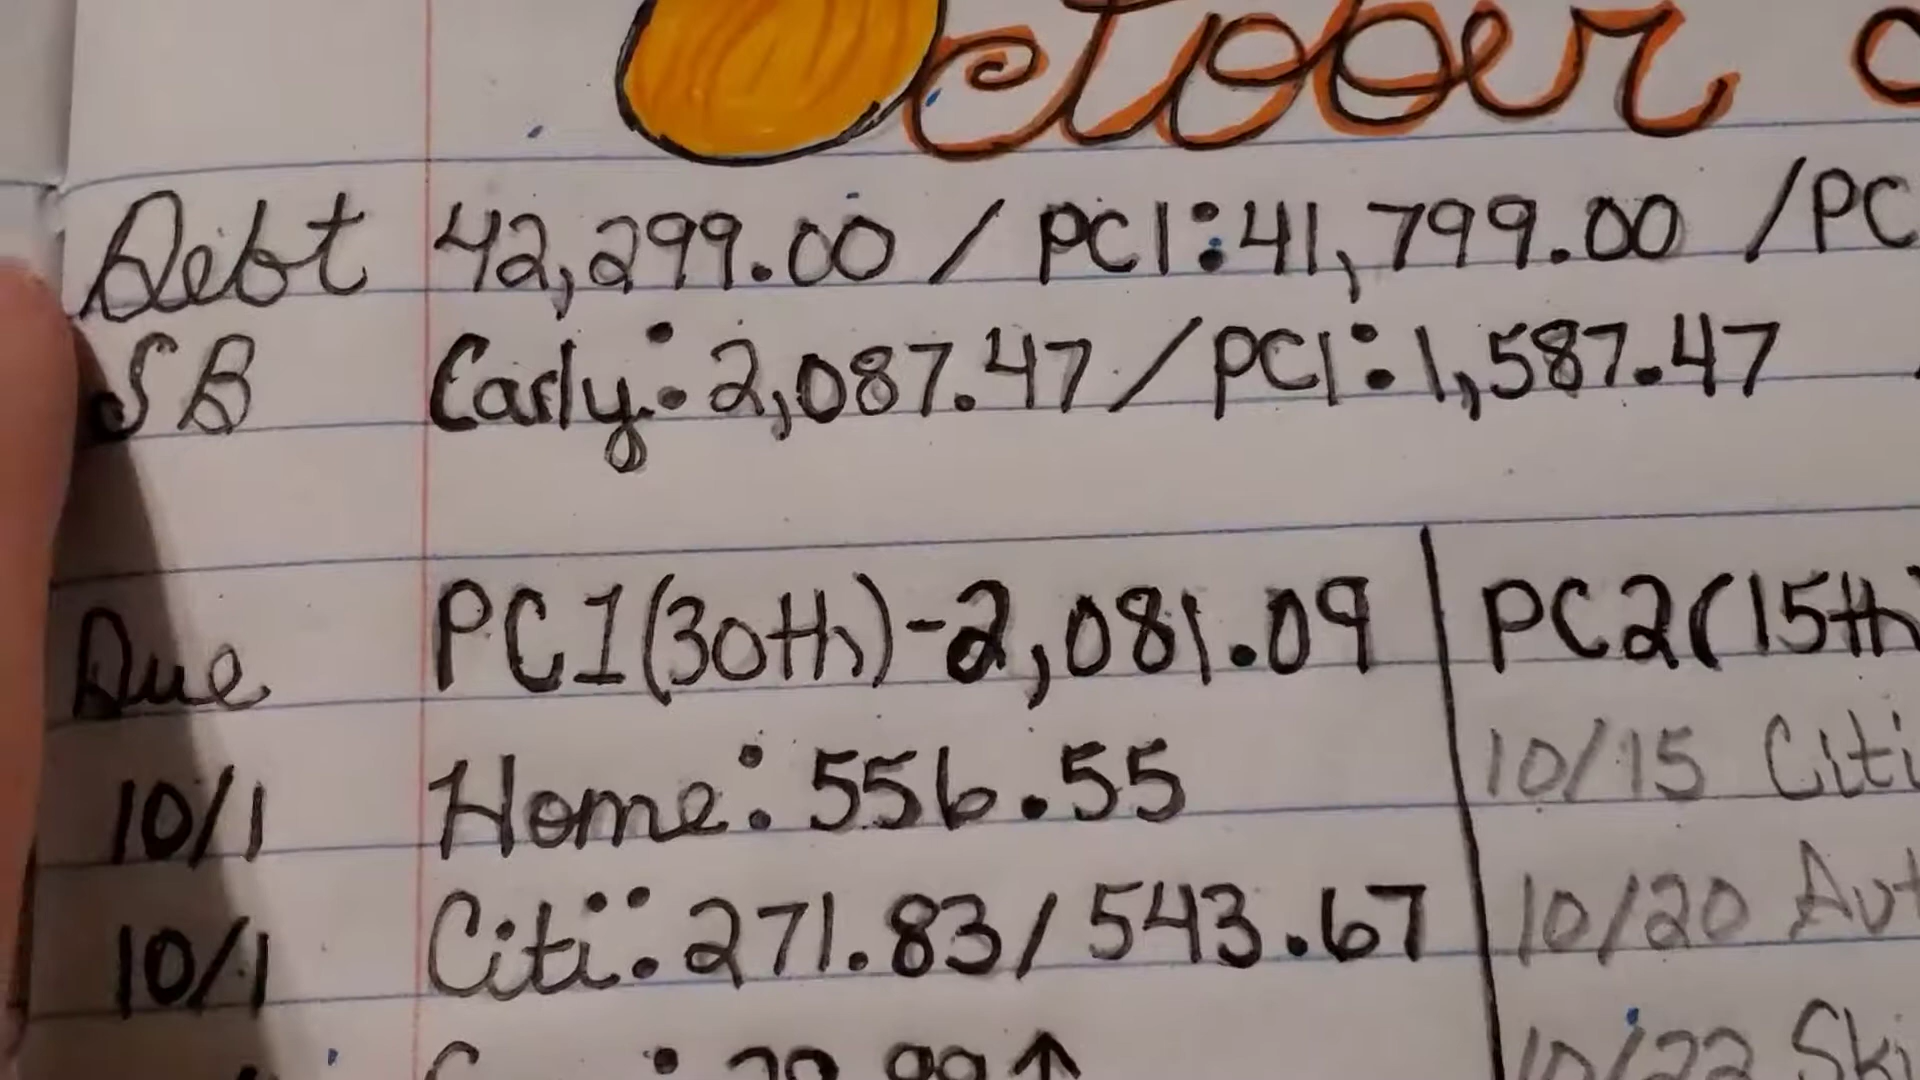 October
Debt 42,299.00 / PC1:41,799.00 /PC
SB Early: 2,087.47 / PC1: 1,587.47
Due PC1(30th)-2,081.09 PC2(15th)
10/1 Home: 556.55 10/15 Citi
10/1 Citi: 271.83/543.67 10/20
10/22